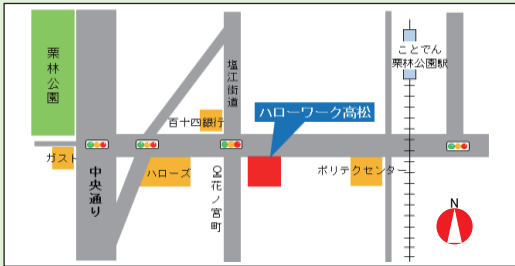 栗林公園
塩江街道
ことでん
栗林公園駅
百十四銀行
ハローワーク高松
ガスト
ハローズ
ポリテクセンター
中央通り
花ノ宮町
N